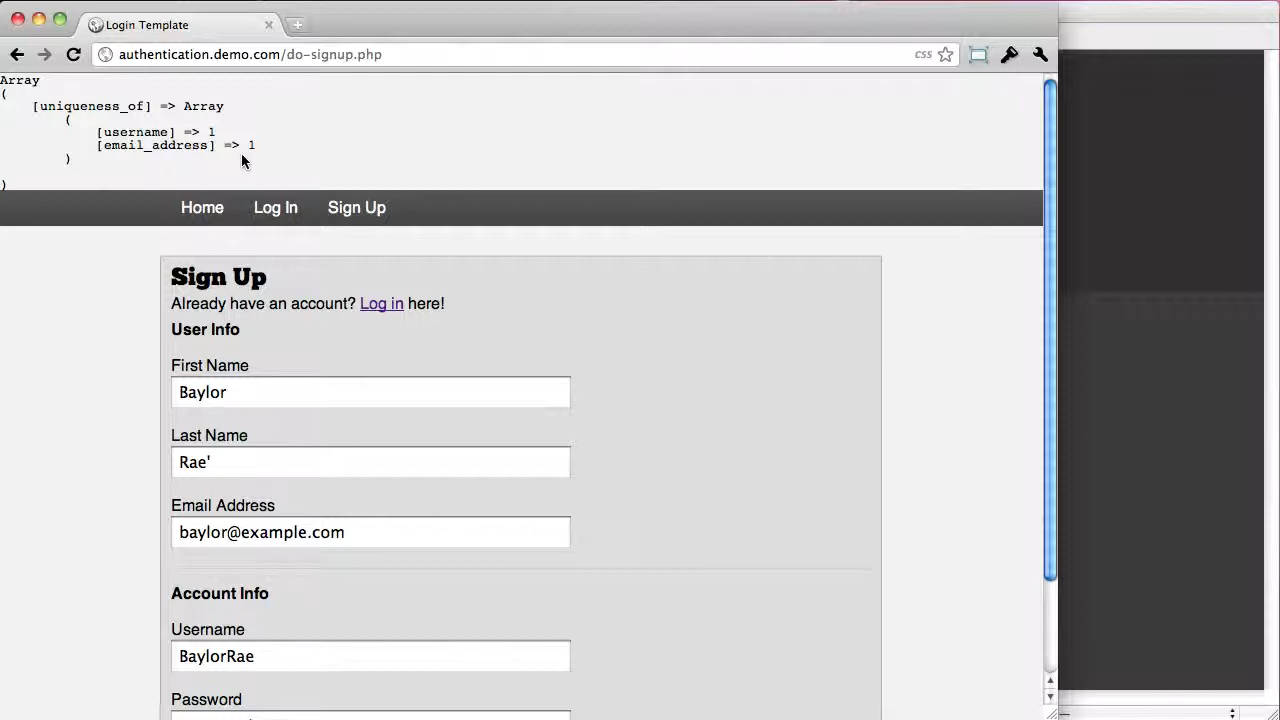 Login Template
authentication.demo.com/do-signup.php
CSS
Array
(
[uniqueness_of] => Array
(
[username] => 1
[email_address] => 1
)
)
Home Log In Sign Up
Sign Up
Already have an account? Log in here!
User Info
First Name
Baylor
Last Name
Rae'
Email Address
baylor@example.com
Account Info
Username
BaylorRae
Password